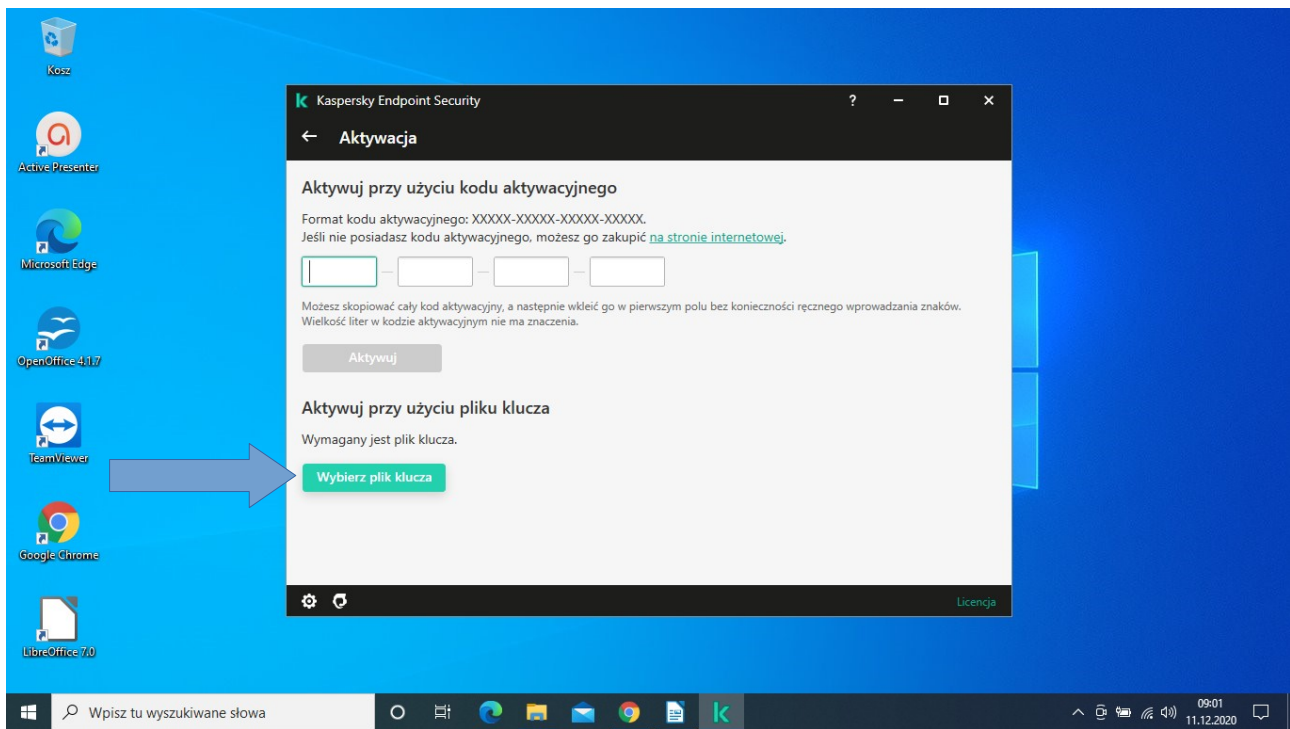 Kosz
Active Presenter
Microsoft Edge
OpenOffice 4.1.7
TeamViewer
Google Chrome
LibreOffice 7.0
Kaspersky Endpoint Security
Aktywacja
Aktywuj przy użyciu kodu aktywacyjnego
Format kodu aktywacyjnego: XXXXX-XXXXX-XXXXX-XXXXX.
Jeśli nie posiadasz kodu aktywacyjnego, możesz go zakupić na stronie internetowej.
Możesz skopiować cały kod aktywacyjny, a następnie wkleić go w pierwszym polu bez konieczności ręcznego wprowadzania znaków.
Wielkość liter w kodzie aktywacyjnym nie ma znaczenia.
Aktywuj
Aktywuj przy użyciu pliku klucza
Wymagany jest plik klucza.
Wybierz plik klucza
Licencja
Wpisz tu wyszukiwane słowa
09:01
11.12.2020